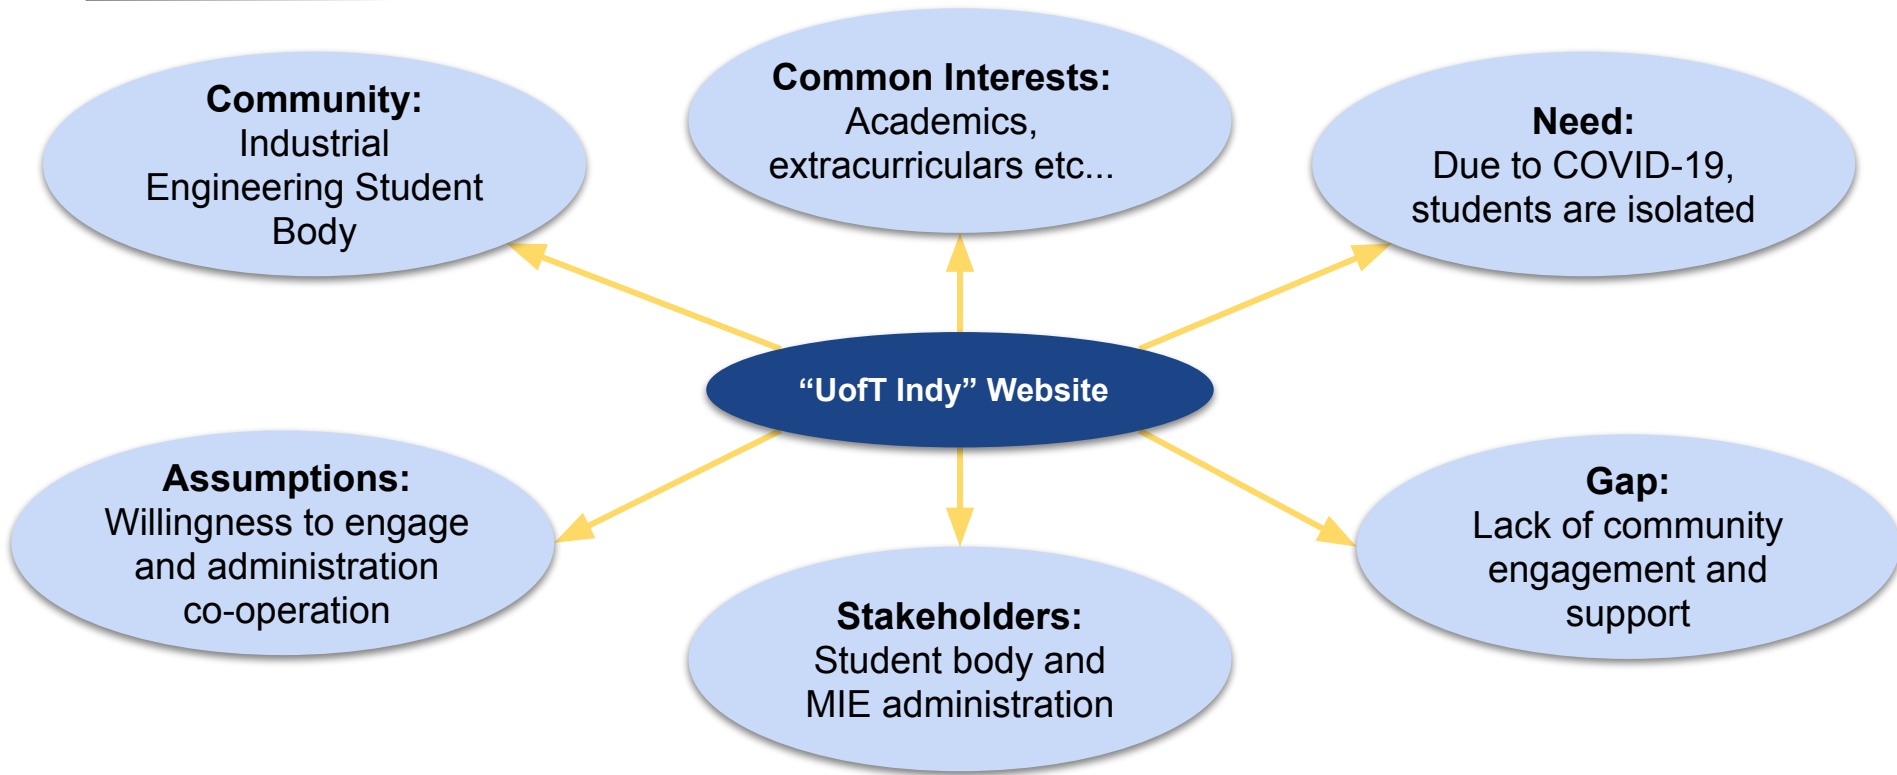 Community:
Industrial
Engineering Student
Body
Common Interests:
Academics,
extracurriculars etc...
Need:
Due to COVID-19,
students are isolated
“UofT Indy” Website
Assumptions:
Willingness to engage
and administration
co-operation
Stakeholders:
Student body and
MIE administration
Gap:
Lack of community
engagement and
support